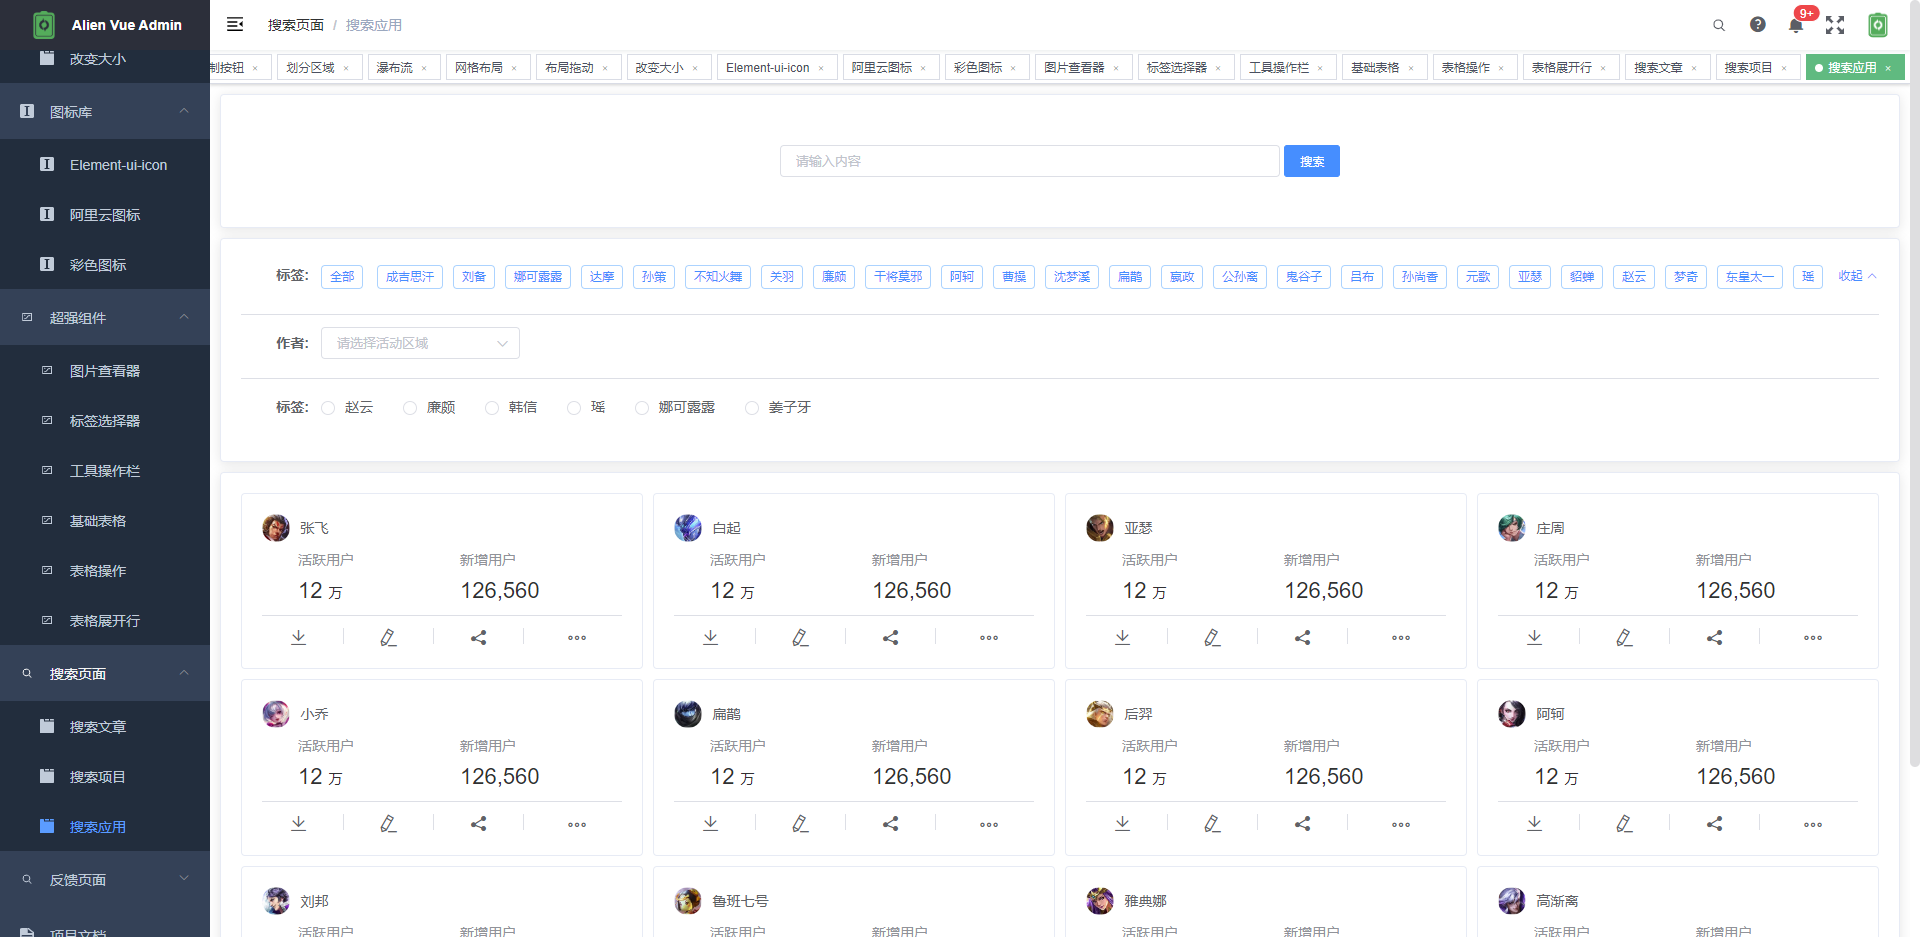 Alien Vue Admin
搜索页面 / 搜索应用
9+
改变大小
图标库
Element-ui-icon
阿里云图标
彩色图标
超强组件
图片查看器
标签选择器
工具操作栏
基础表格
表格操作
表格展开行
搜索页面
搜索文章
搜索项目
搜索应用
反馈页面
项目文档
制按钮 × 划分区域 × 瀑布流 × 网格布局 × 布局拖动 × 改变大小 × Element-ui-icon × 阿里云图标 × 彩色图标 × 图片查看器 × 标签选择器 × 工具操作栏 × 基础表格 × 表格操作 × 表格展开行 × 搜索文章 × 搜索项目 × 搜索应用 ×
请输入内容 搜索
标签: 全部 成吉思汗 刘备 娜可露露 达摩 孙策 不知火舞 关羽 廉颇 干将莫邪 阿轲 曹操 沈梦溪 扁鹊 嬴政 公孙离 鬼谷子 吕布 孙尚香 元歌 亚瑟 貂蝉 赵云 梦奇 东皇太一 瑶 收起
作者: 请选择活动区域
标签: 赵云 廉颇 韩信 瑶 娜可露露 姜子牙
张飞 白起 亚瑟 庄周
活跃用户 新增用户 活跃用户 新增用户 活跃用户 新增用户 活跃用户 新增用户
12 万 126,560 12 万 126,560 12 万 126,560 12 万 126,560
小乔 扁鹊 后羿 阿轲
活跃用户 新增用户 活跃用户 新增用户 活跃用户 新增用户 活跃用户 新增用户
12 万 126,560 12 万 126,560 12 万 126,560 12 万 126,560
刘邦 鲁班七号 雅典娜 高渐离
活跃用户 新增用户 活跃用户 新增用户 活跃用户 新增用户 活跃用户 新增用户